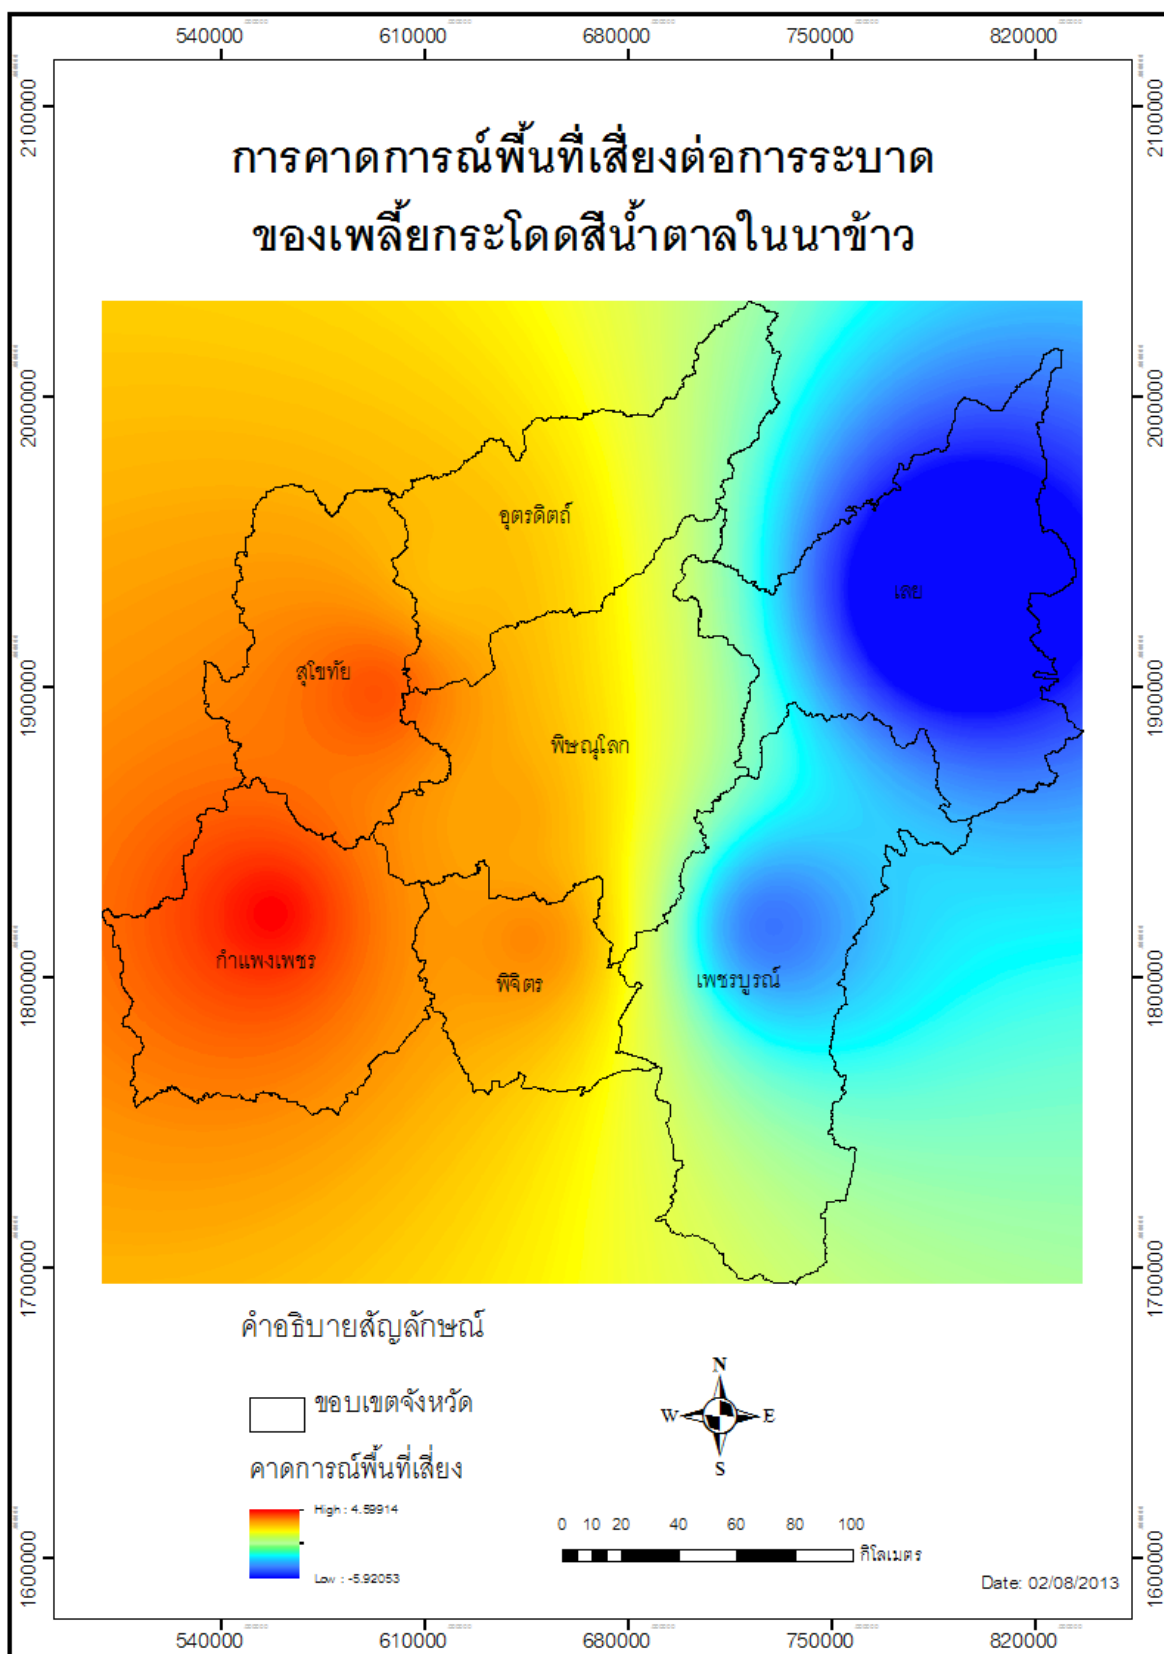 540000 610000 680000 750000 820000
2100000 2100000
การคาดการณ์พื้นที่เสี่ยงต่อการระบาด
ของเพลี้ยกระโดดสีน้ำตาลในนาข้าว
2000000 2000000
อุตรดิตถ์
เลย
สุโขทัย
1900000 1900000
พิษณุโลก
กำแพงเพชร
พิจิตร
เพชรบูรณ์
1800000 1800000
1700000 1700000
คำอธิบายสัญลักษณ์
ขอบเขตจังหวัด
N
W E
S
คาดการณ์พื้นที่เสี่ยง
High : 4.59914
Low : -5.92053
0 10 20 40 60 80 100
กิโลเมตร
1600000 1600000
Date: 02/08/2013
540000 610000 680000 750000 820000